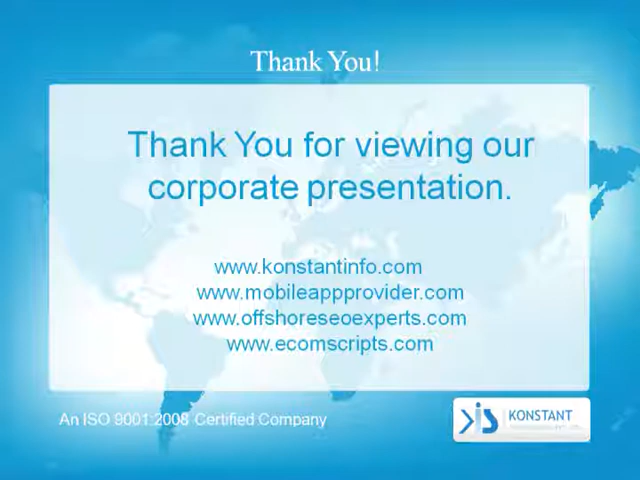 Thank You!
Thank You for viewing our
corporate presentation.
www.konstantinfo.com
www.mobileappprovider.com
www.offshoreseoexperts.com
www.ecomscripts.com
An ISO 9001:2008 Certified Company
KIS KONSTANT